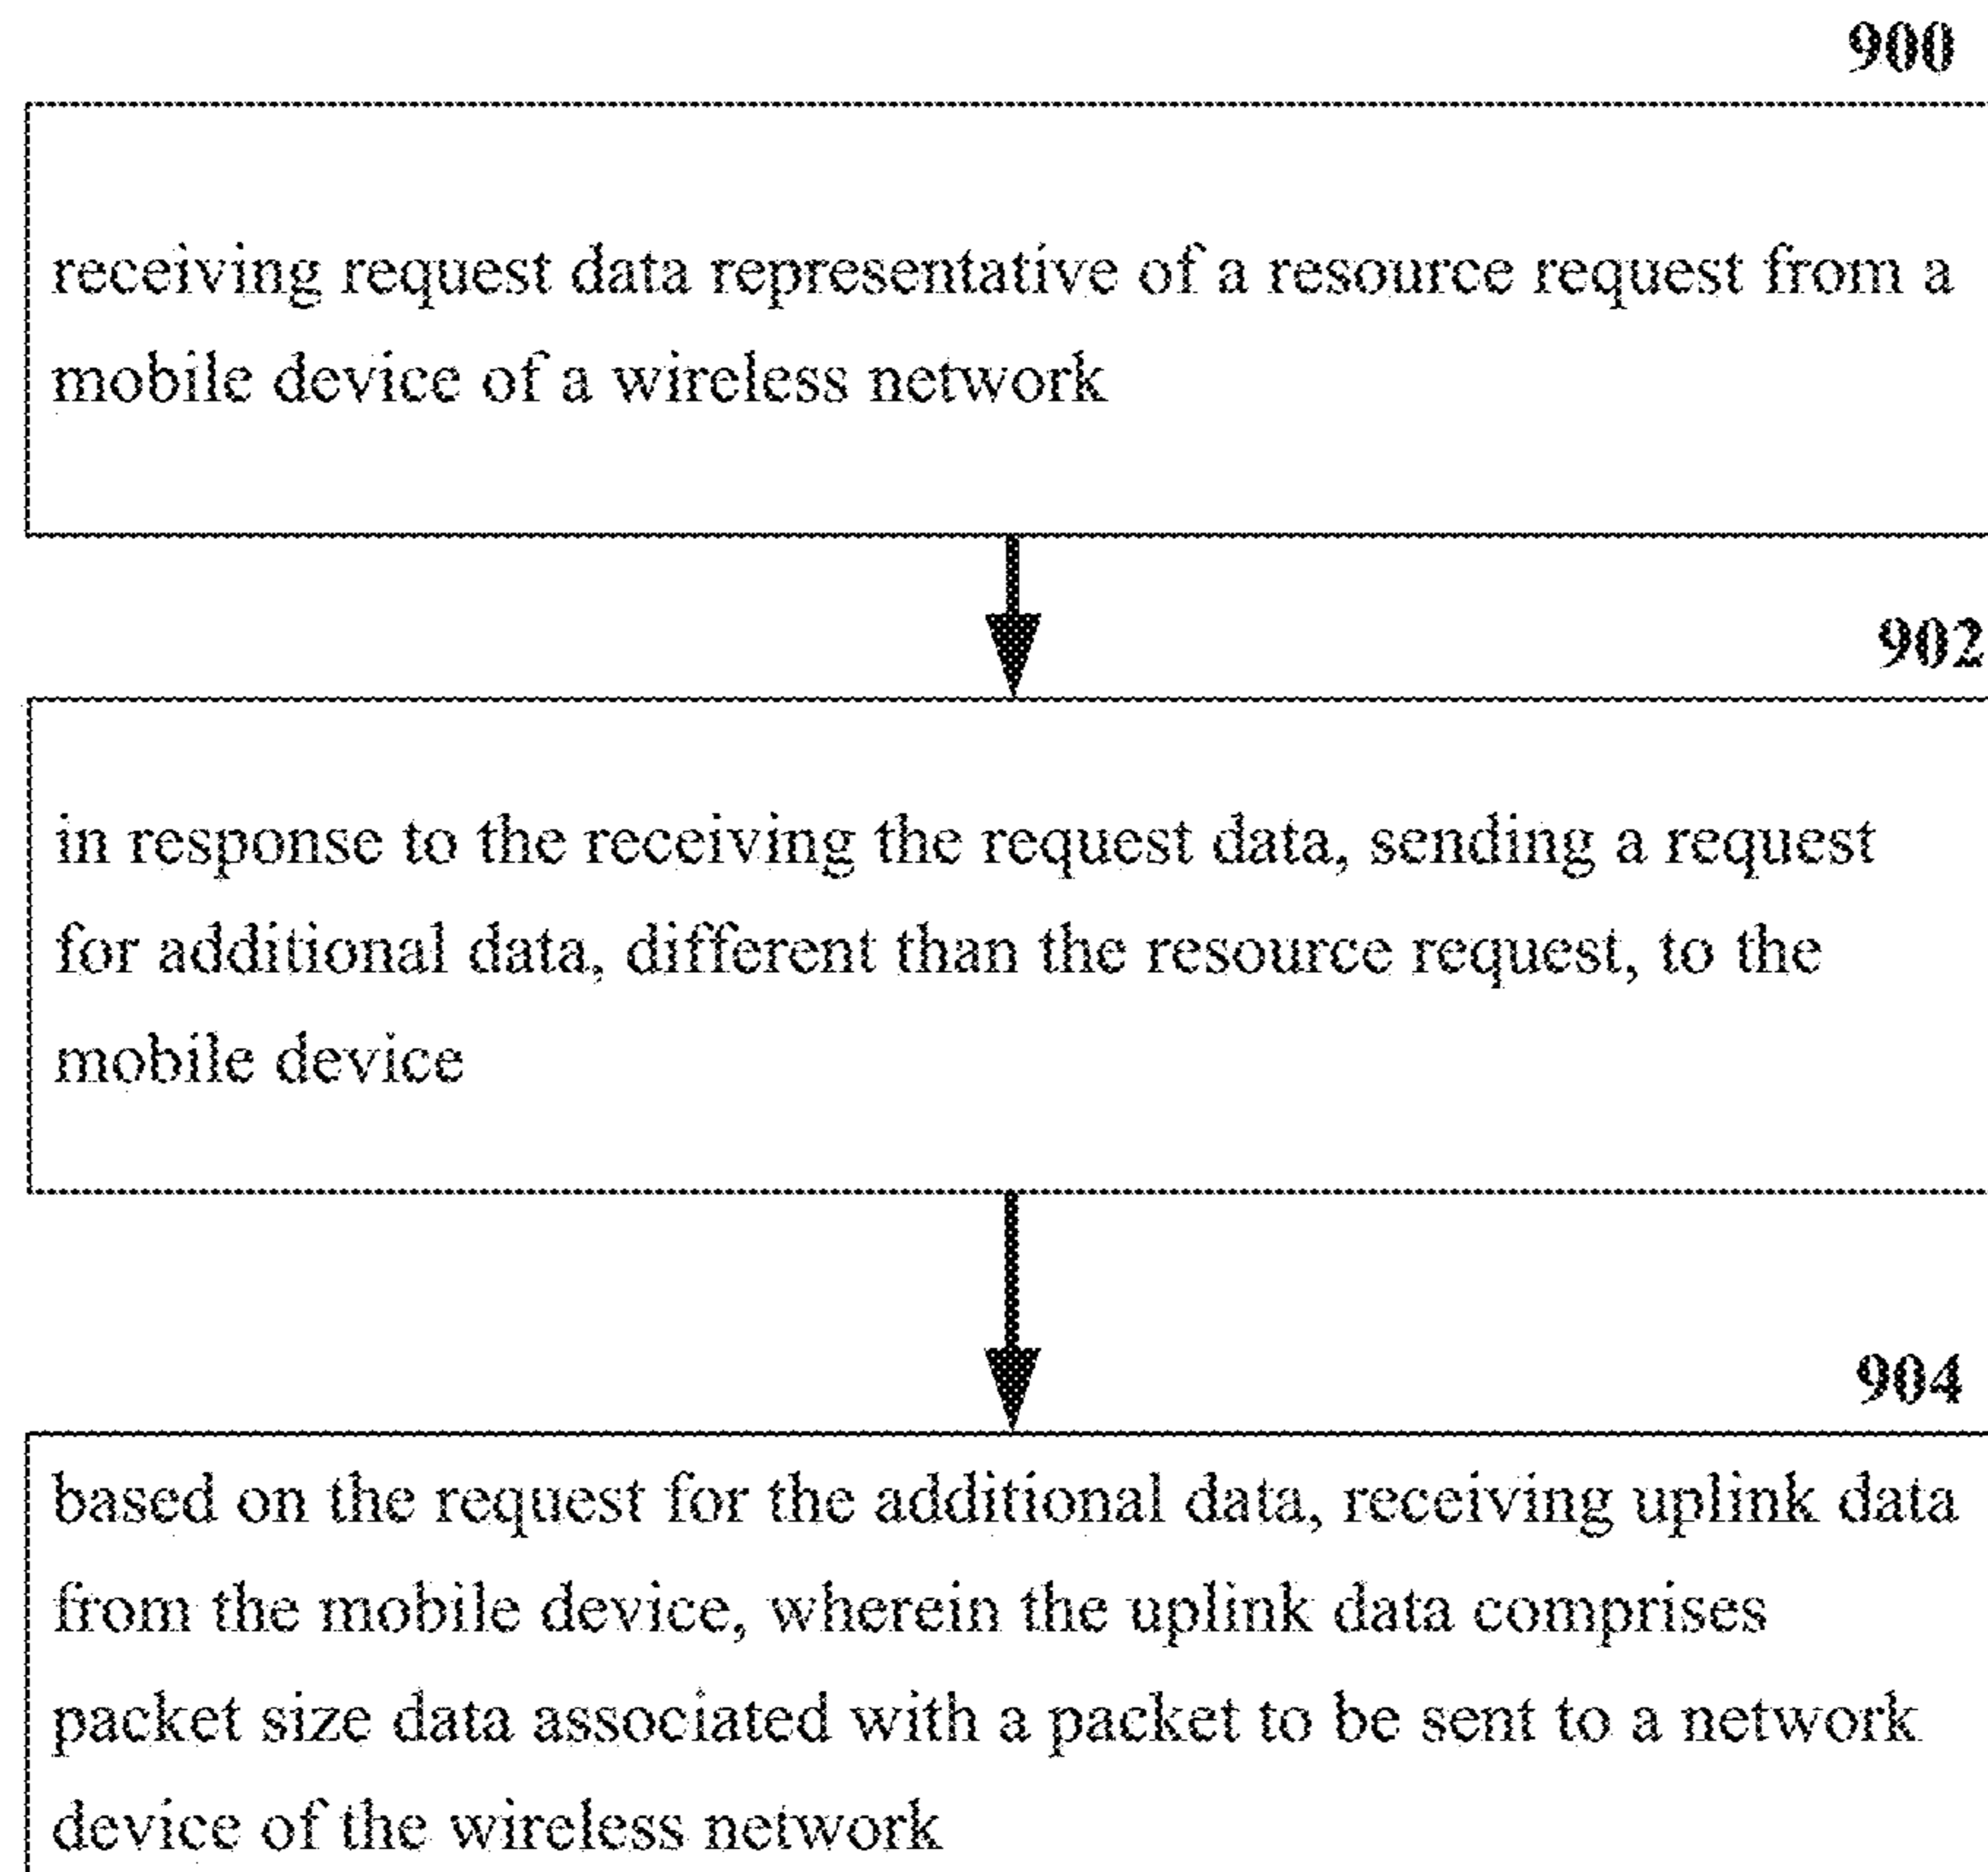 900
receiving request data representative of a resource request from a
mobile device of a wireless network
902
in response to the receiving the request data, sending a request
for additional data, different than the resource request, to the
mobile device
904
based on the request for the additional data, receiving uplink data
from the mobile device, wherein the uplink data comprises
packet size data associated with a packet to be sent to a network
device of the wireless network